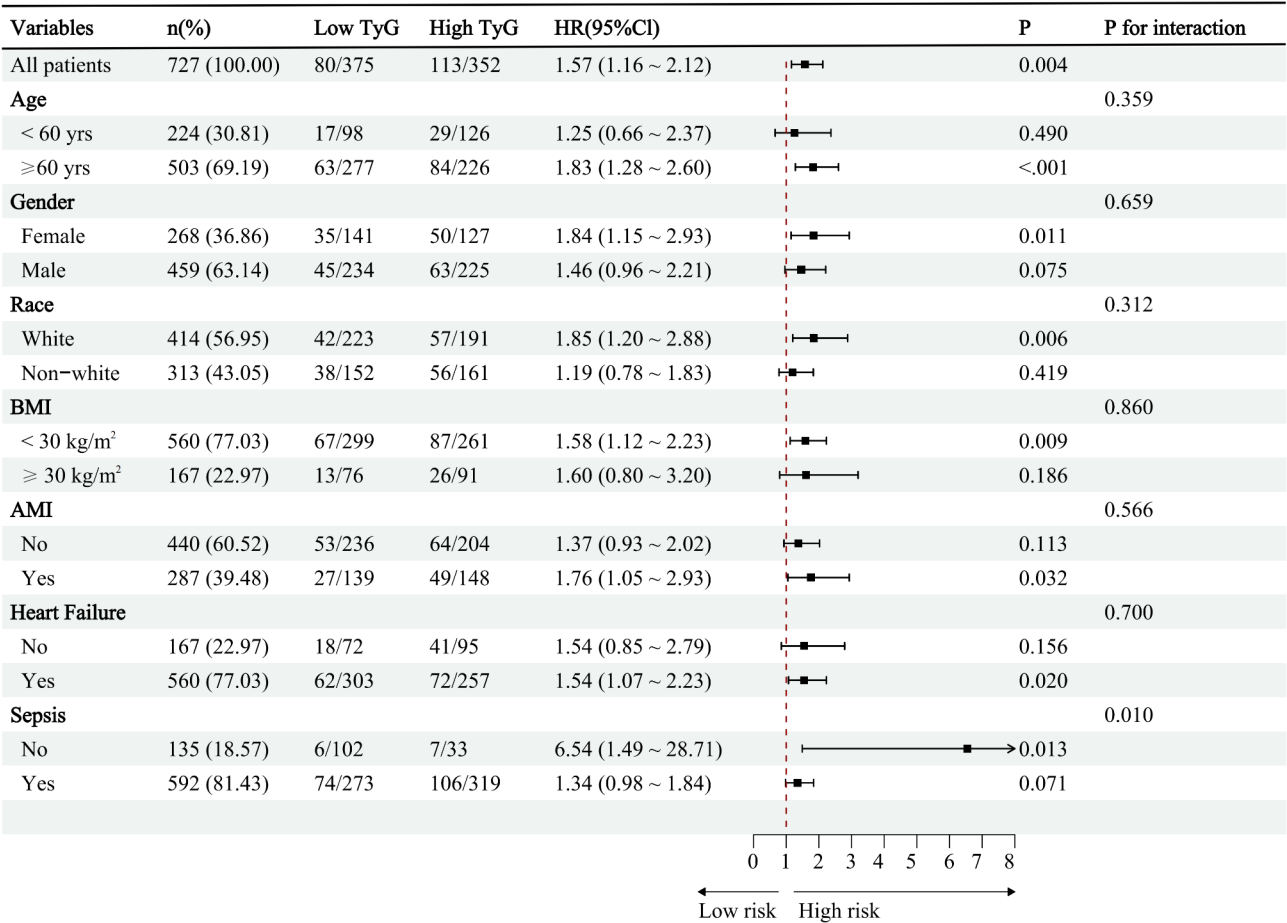 Variables n(%) Low TyG High TyG HR(95%Cl) P P for interaction
All patients 727 (100.00) 80/375 113/352 1.57 (1.16 ~ 2.12) 0.004
Age 0.359
< 60 yrs 224 (30.81) 17/98 29/126 1.25 (0.66 ~ 2.37) 0.490
⩾60 yrs 503 (69.19) 63/277 84/226 1.83 (1.28 ~ 2.60) <.001
Gender 0.659
Female 268 (36.86) 35/141 50/127 1.84 (1.15 ~ 2.93) 0.011
Male 459 (63.14) 45/234 63/225 1.46 (0.96 ~ 2.21) 0.075
Race 0.312
White 414 (56.95) 42/223 57/191 1.85 (1.20 ~ 2.88) 0.006
Non−white 313 (43.05) 38/152 56/161 1.19 (0.78 ~ 1.83) 0.419
BMI 0.860
< 30 kg/m² 560 (77.03) 67/299 87/261 1.58 (1.12 ~ 2.23) 0.009
⩾ 30 kg/m² 167 (22.97) 13/76 26/91 1.60 (0.80 ~ 3.20) 0.186
AMI 0.566
No 440 (60.52) 53/236 64/204 1.37 (0.93 ~ 2.02) 0.113
Yes 287 (39.48) 27/139 49/148 1.76 (1.05 ~ 2.93) 0.032
Heart Failure 0.700
No 167 (22.97) 18/72 41/95 1.54 (0.85 ~ 2.79) 0.156
Yes 560 (77.03) 62/303 72/257 1.54 (1.07 ~ 2.23) 0.020
Sepsis 0.010
No 135 (18.57) 6/102 7/33 6.54 (1.49 ~ 28.71) 0.013
Yes 592 (81.43) 74/273 106/319 1.34 (0.98 ~ 1.84) 0.071
0 1 2 3 4 5 6 7 8
Low risk High risk